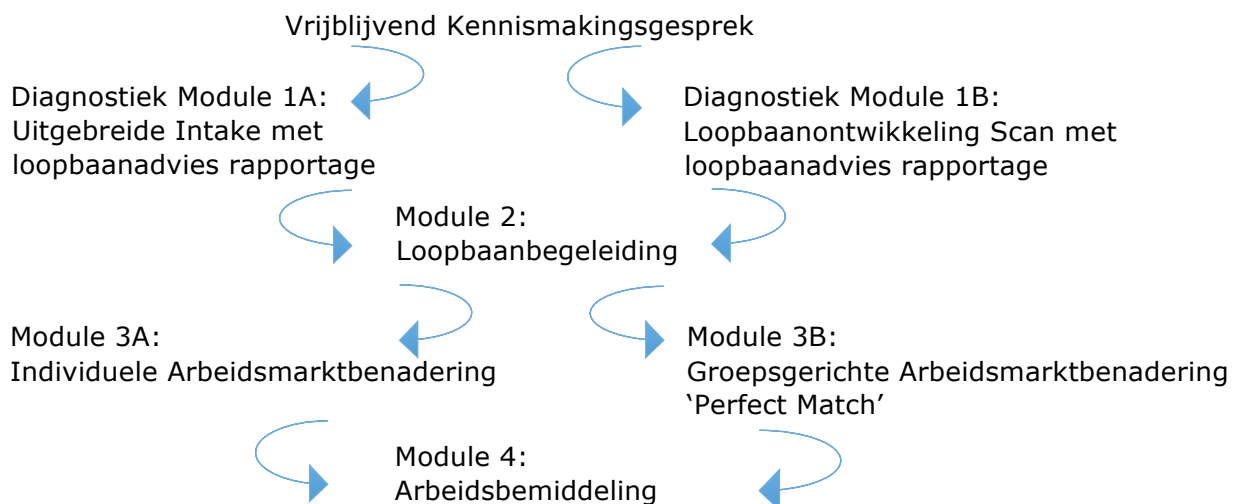 Vrijblijvend Kennismakingsgesprek
Diagnostiek Module 1A:
Uitgebreide Intake met
loopbaanadvies rapportage
Diagnostiek Module 1B:
Loopbaanontwikkeling Scan met
loopbaanadvies rapportage
Module 2:
Loopbaanbegeleiding
Module 3A:
Individuele Arbeidsmarktbenadering
Module 3B:
Groepsgerichte Arbeidsmarktbenadering
‘Perfect Match’
Module 4:
Arbeidsbemiddeling